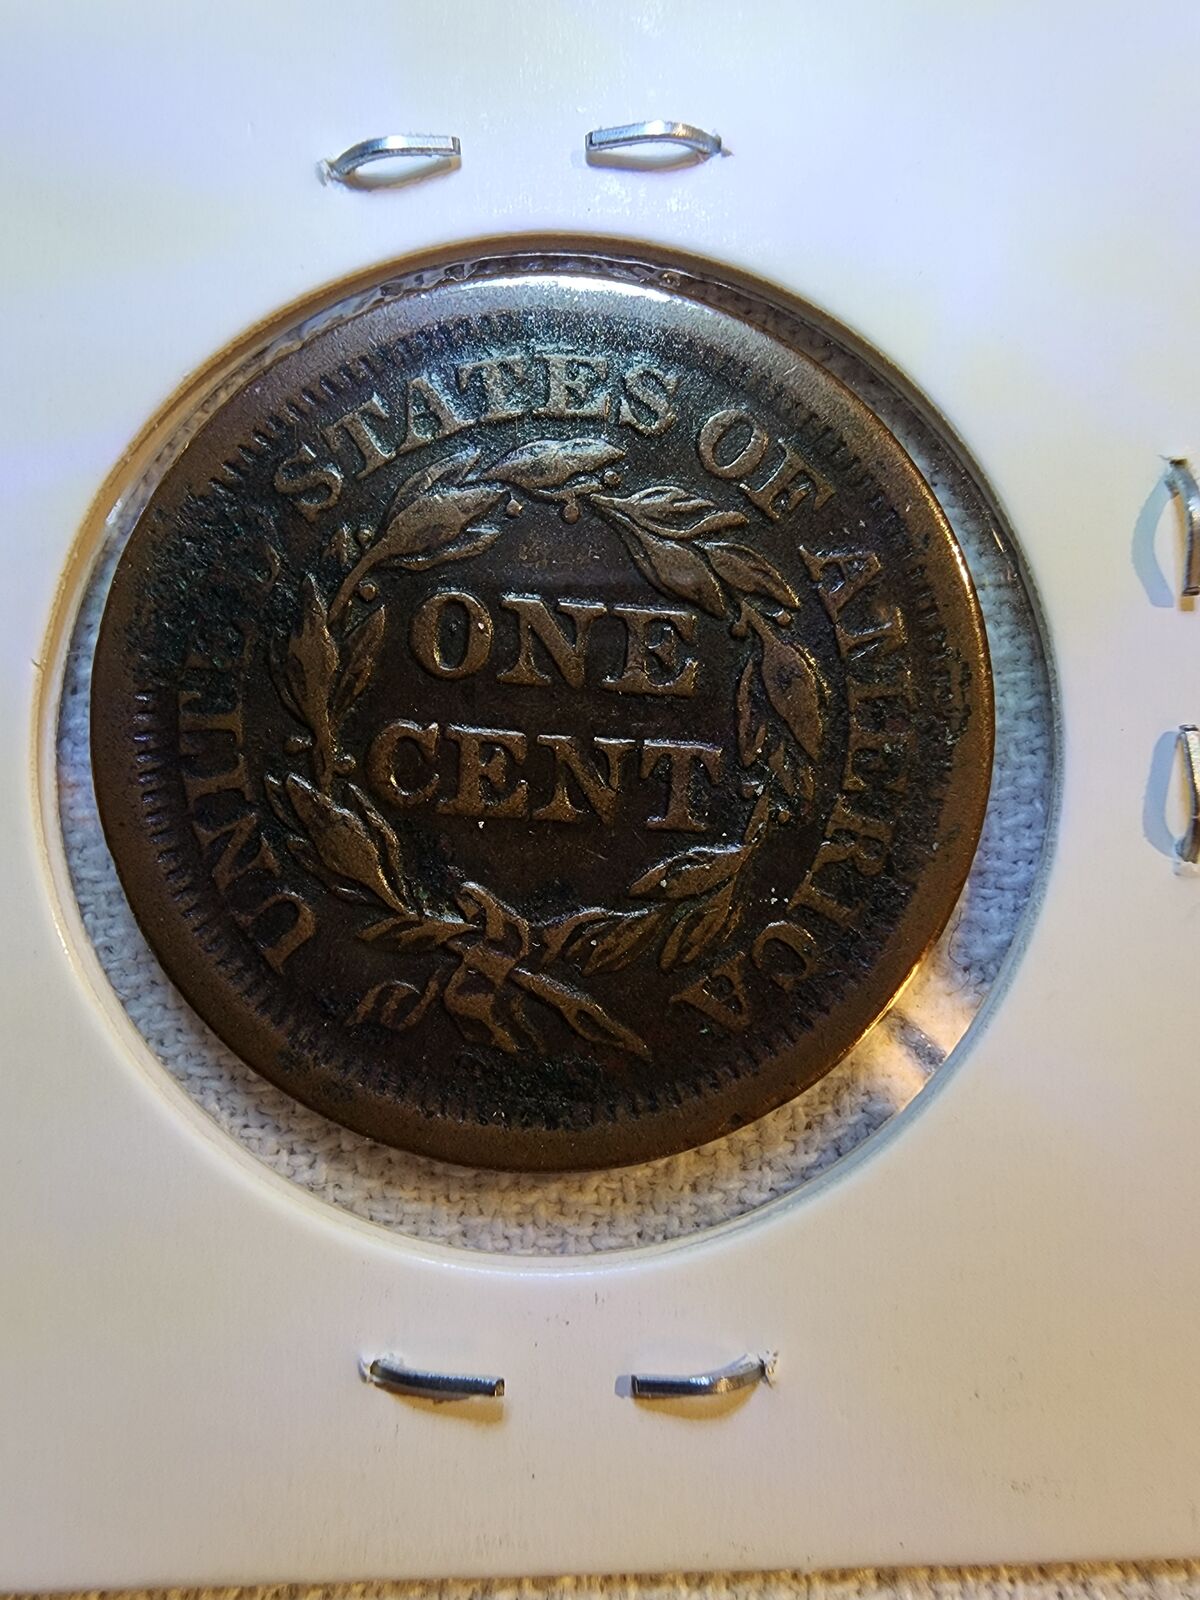 UNITED STATES OF AMERICA
ONE
CENT